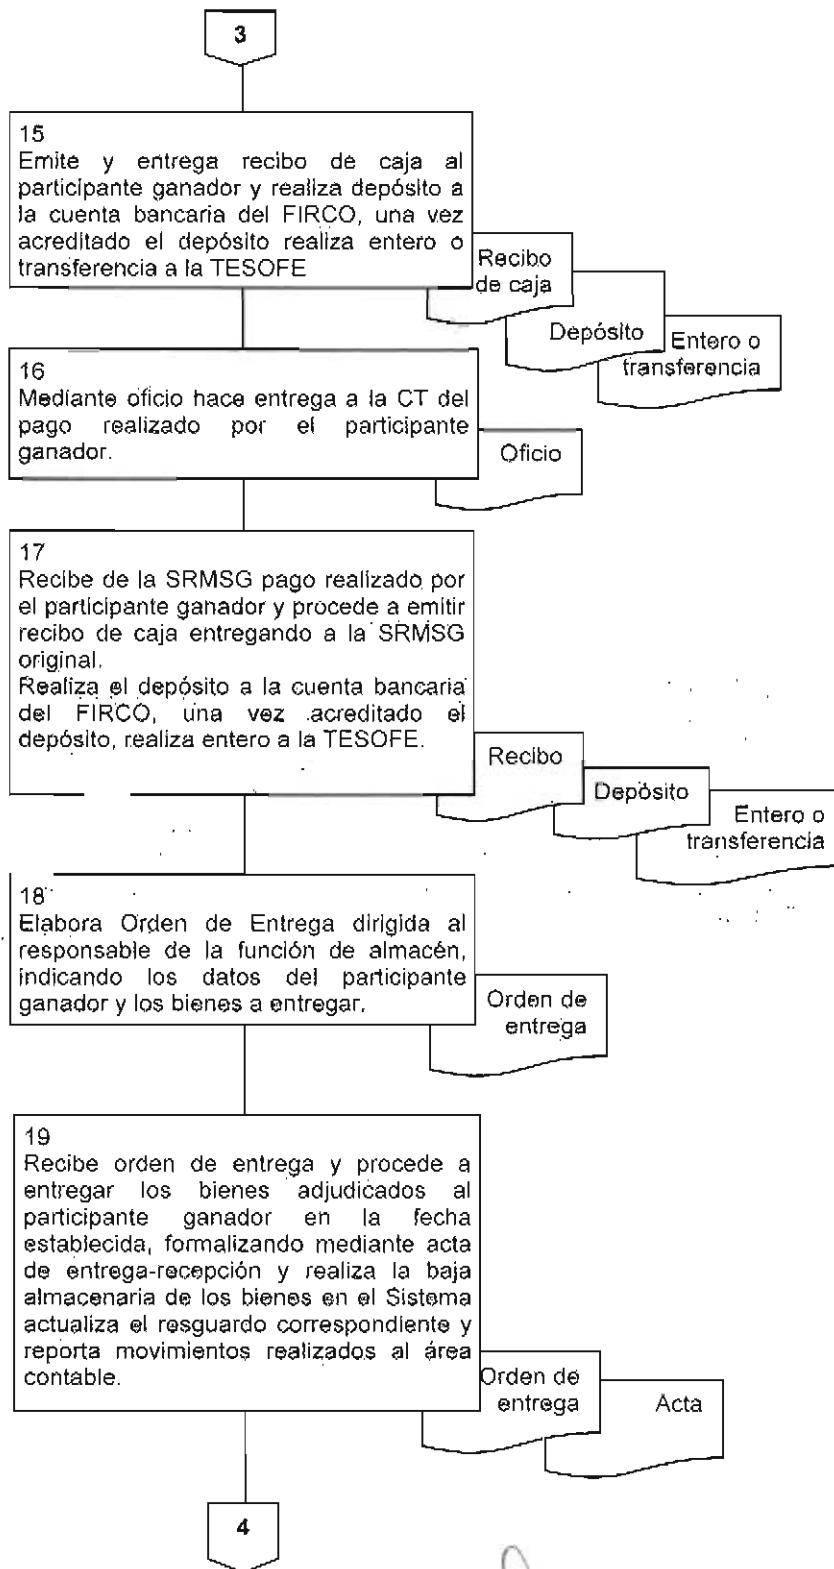 3
15
Emite y entrega recibo de caja al
participante ganador y realiza depósito a
la cuenta bancaria del FIRCO, una vez
acreditado el depósito realiza entero o
transferencia a la TESOFE
Recibo
de caja
Depósito
Entero o
transferencia
16
Mediante oficio hace entrega a la CT del
pago realizado por el participante
ganador.
Oficio
17
Recibe de la SRMSG pago realizado por
el participante ganador y procede a emitir
recibo de caja entregando a la SRMSG
original.
Realiza el depósito a la cuenta bancaria
del FIRCO, una vez acreditado el
depósito, realiza entero a la TESOFE.
Recibo
Depósito
Entero o
transferencia
18
Elabora Orden de Entrega dirigida al
responsable de la función de almacén,
indicando los datos del participante
ganador y los bienes a entregar.
Orden de
entrega
19
Recibe orden de entrega y procede a
entregar los bienes adjudicados al
participante ganador en la fecha
establecida, formalizando mediante acta
de entrega-recepción y realiza la baja
almacenaria de los bienes en el Sistema
actualiza el resguardo correspondiente y
reporta movimientos realizados al área
contable.
Orden de
entrega
Acta
4